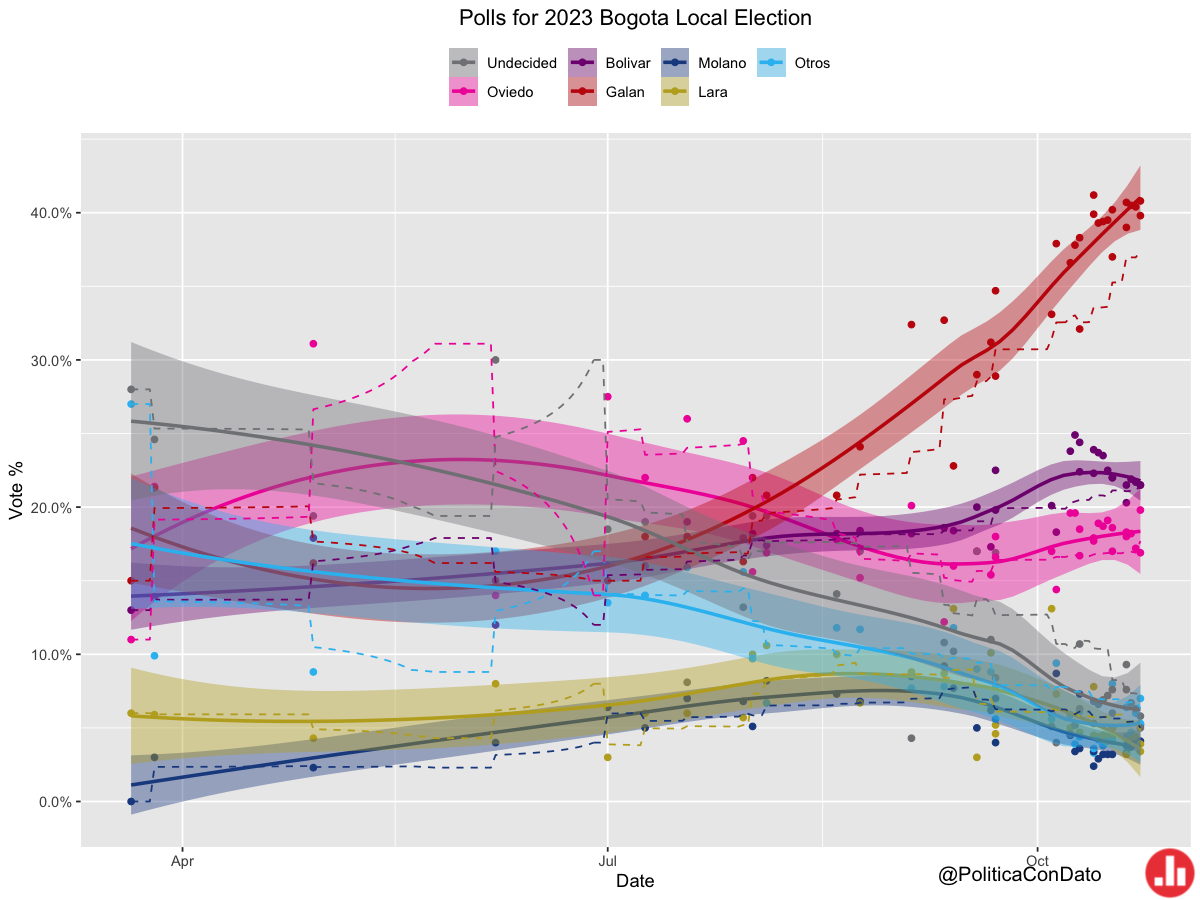 Polls for 2023 Bogota Local Election
Undecided Bolivar Molano Otros
Oviedo Galan Lara
40.0%
30.0%
20.0%
10.0%
0.0%
Vote %
Apr Jul Oct
Date
@PoliticaConDato